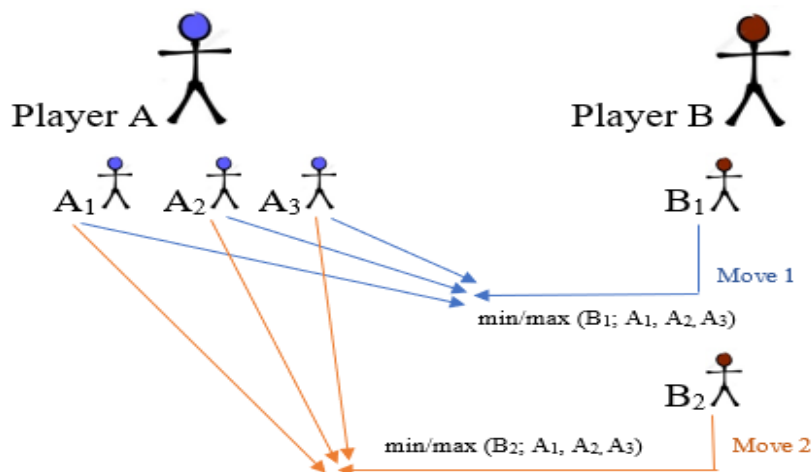 Player A
Player B
A₁
A₂
A₃
B₁
Move 1
min/max (B₁; A₁, A₂, A₃)
B₂
min/max (B₂; A₁, A₂, A₃)
Move 2